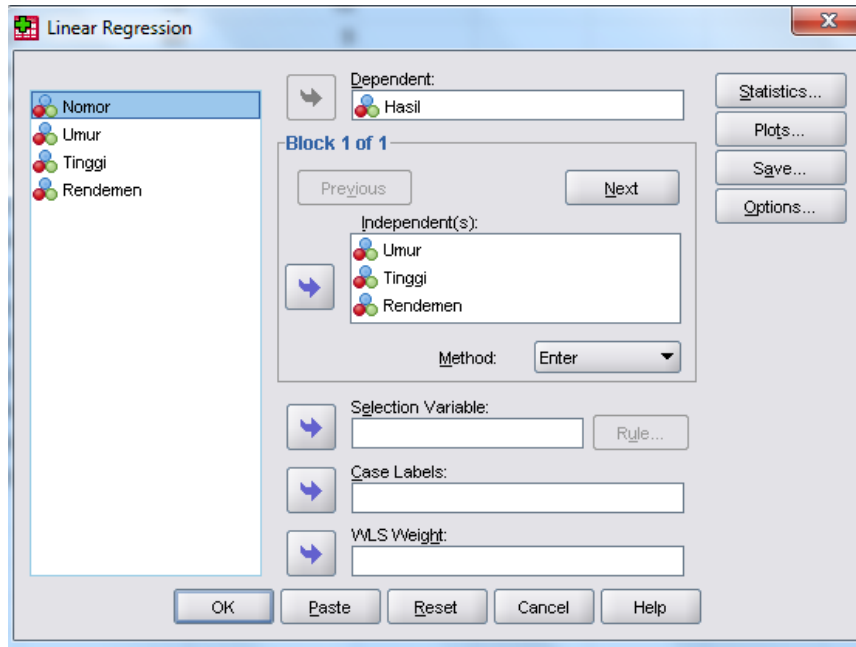 Linear Regression
X
Nomor
Umur
Tinggi
Rendemen
Dependent:
Hasil
Block 1 of 1
Previous
Next
Independent(s):
Umur
Tinggi
Rendemen
Method:
Enter
Selection Variable:
Rule...
Case Labels:
WLS Weight:
Statistics...
Plots...
Save...
Options...
OK
Paste
Reset
Cancel
Help